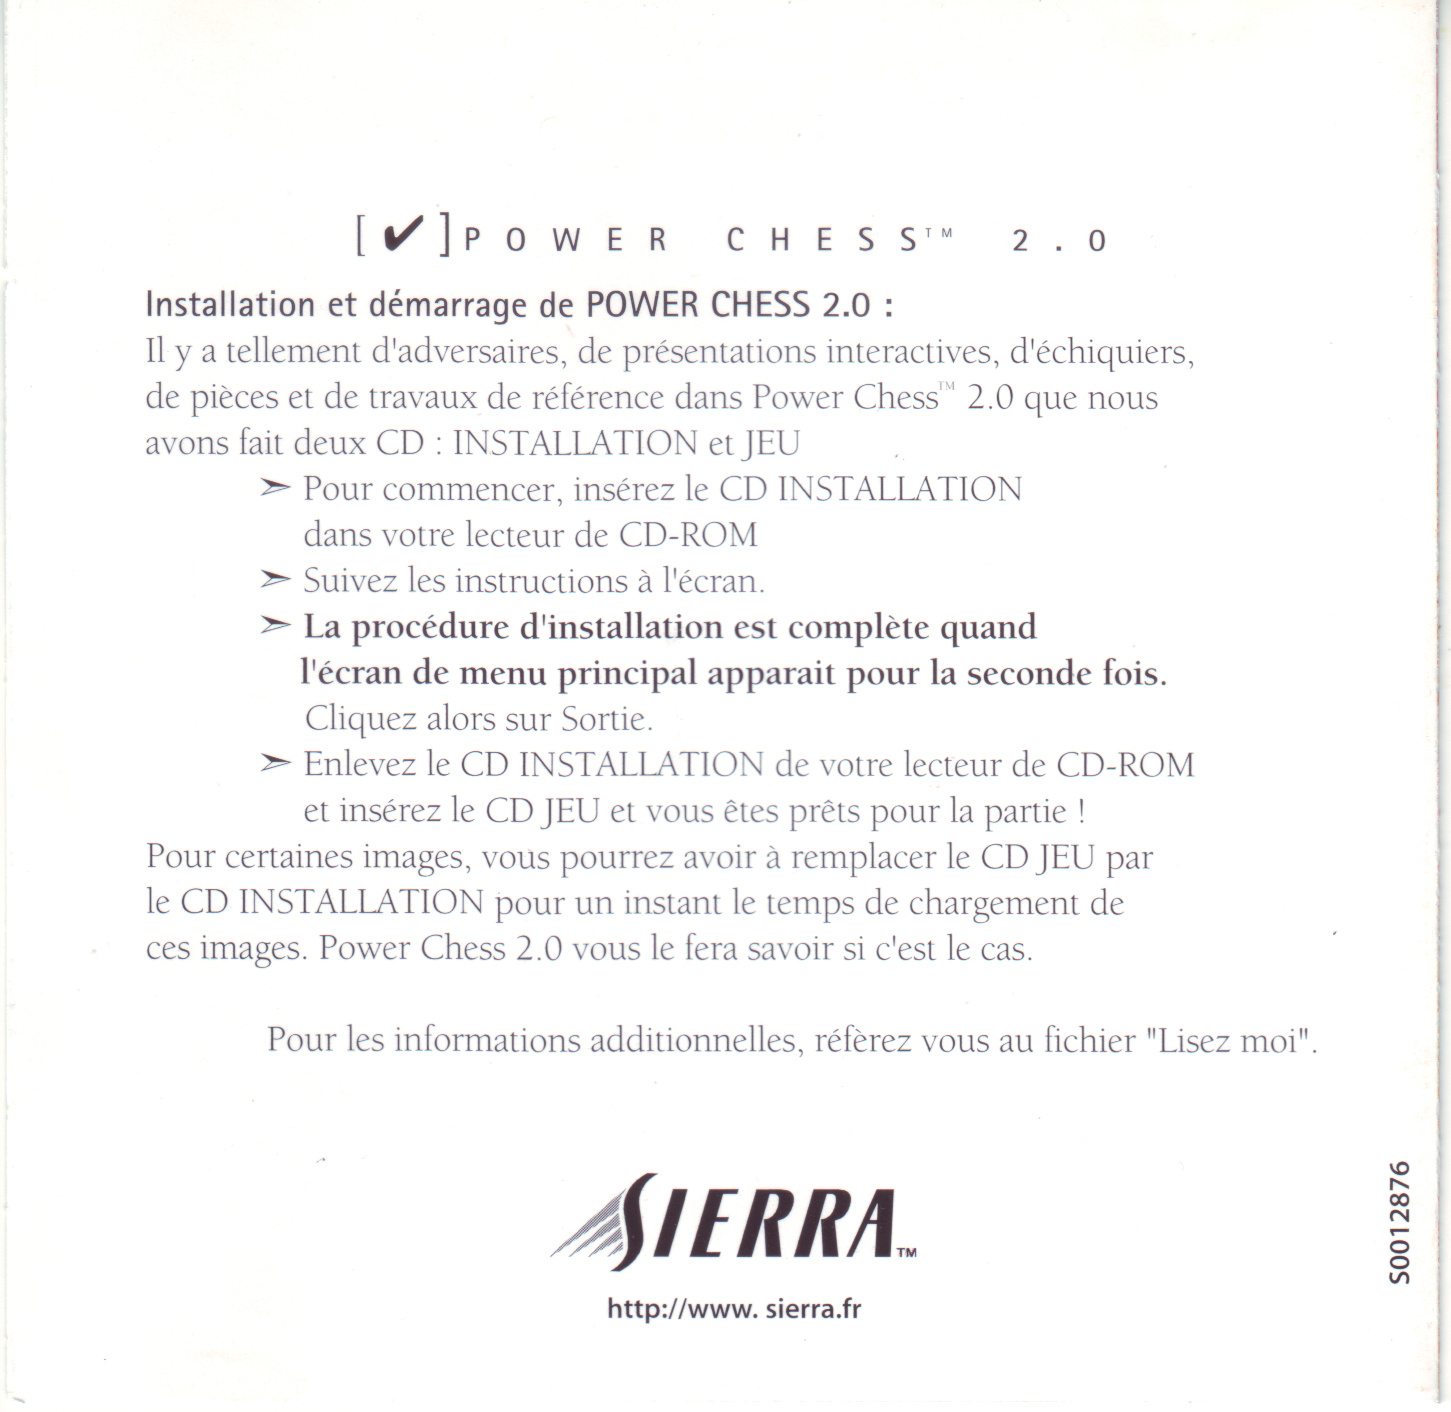 [✔] POWER CHESS™ 2.0
Installation et démarrage de POWER CHESS 2.0 :
Il y a tellement d'adversaires, de présentations interactives, d'échiquiers,
de pièces et de travaux de référence dans Power Chess™ 2.0 que nous
avons fait deux CD : INSTALLATION et JEU
➣ Pour commencer, insérez le CD INSTALLATION
dans votre lecteur de CD-ROM
➣ Suivez les instructions à l'écran.
➣ La procédure d'installation est complète quand
l'écran de menu principal apparait pour la seconde fois.
Cliquez alors sur Sortie.
➣ Enlevez le CD INSTALLATION de votre lecteur de CD-ROM
et insérez le CD JEU et vous êtes prêts pour la partie !
Pour certaines images, vous pourrez avoir à remplacer le CD JEU par
le CD INSTALLATION pour un instant le temps de chargement de
ces images. Power Chess 2.0 vous le fera savoir si c'est le cas.
Pour les informations additionnelles, réfèrez vous au fichier "Lisez moi".
SIERRA™
http://www. sierra.fr
S0012876